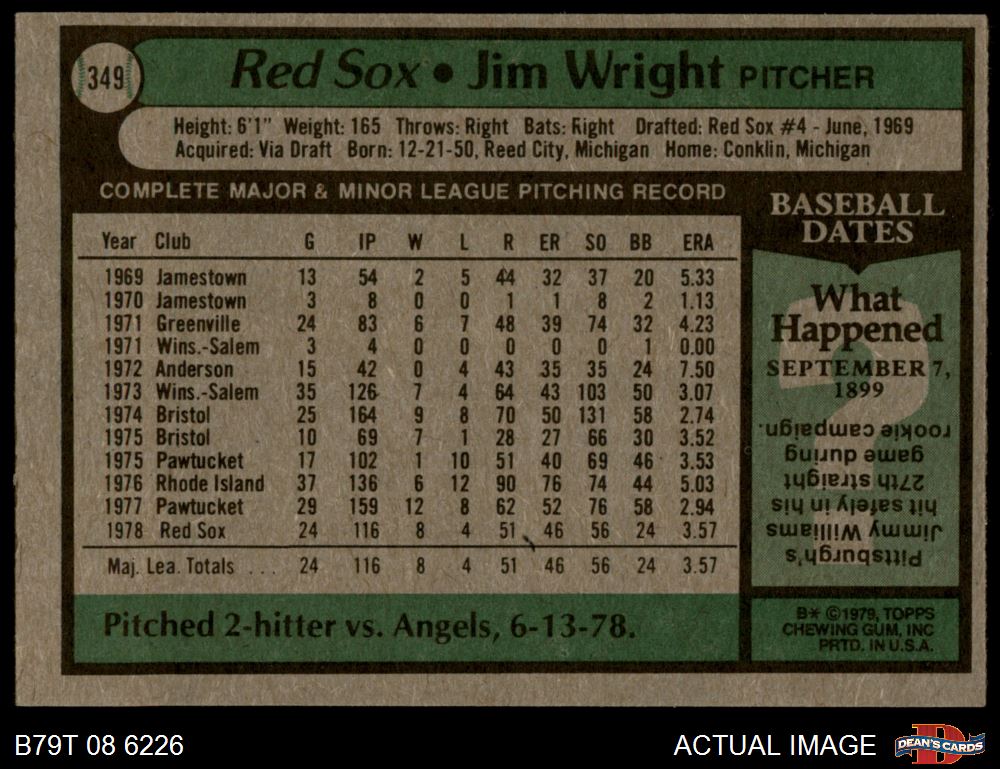 349
Red Sox • Jim Wright PITCHER
Height: 6'1" Weight: 165 Throws: Right Bats: Right Drafted: Red Sox #4 - June, 1969
Acquired: Via Draft Born: 12-21-50, Reed City, Michigan Home: Conklin, Michigan
COMPLETE MAJOR & MINOR LEAGUE PITCHING RECORD
Year Club G IP W L R ER SO BB ERA
1969 Jamestown 13 54 2 5 44 32 37 20 5.33
1970 Jamestown 3 8 0 0 1 1 8 2 1.13
1971 Greenville 24 83 6 7 48 39 74 32 4.23
1971 Wins.-Salem 3 4 0 0 0 0 0 1 0.00
1972 Anderson 15 42 0 4 43 35 35 24 7.50
1973 Wins.-Salem 35 126 7 4 64 43 103 50 3.07
1974 Bristol 25 164 9 8 70 50 131 58 2.74
1975 Bristol 10 69 7 1 28 27 66 30 3.52
1975 Pawtucket 17 102 1 10 51 40 69 46 3.53
1976 Rhode Island 37 136 6 12 90 76 74 44 5.03
1977 Pawtucket 29 159 12 8 62 52 76 58 2.94
1978 Red Sox 24 116 8 4 51 46 56 24 3.57
Maj. Lea. Totals ... 24 116 8 4 51 46 56 24 3.57
Pitched 2-hitter vs. Angels, 6-13-78.
BASEBALL
DATES
What
Happened
SEPTEMBER 7,
1899
Pittsburgh's
Jimmy Williams
hit safely in his
27th straight
game during
rookie campaign.
B* ©1979, TOPPS
CHEWING GUM, INC
PRTD. IN U.S.A.
B79T 08 6226
ACTUAL IMAGE
D
DEAN'S CARDS